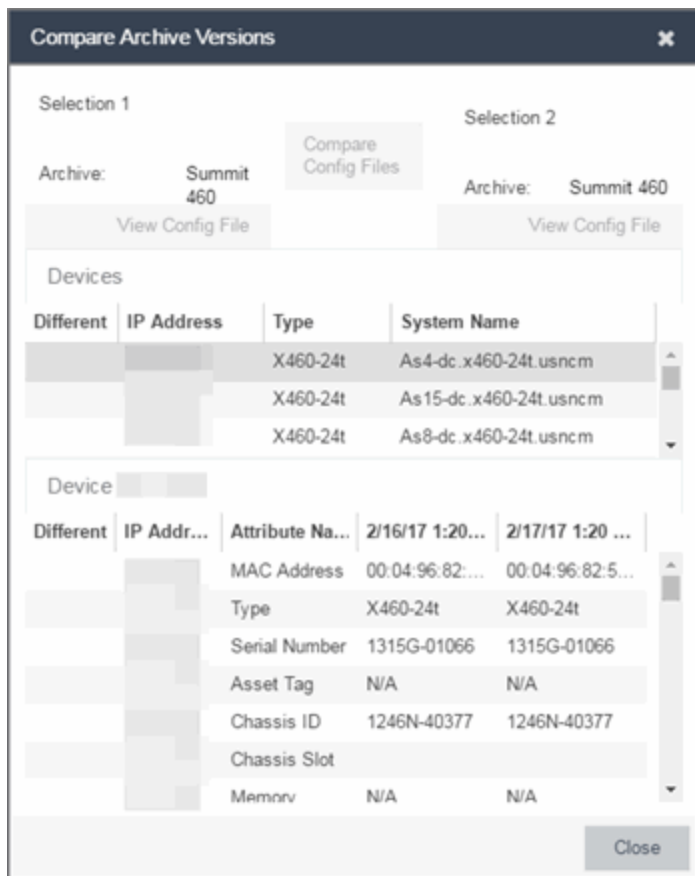 Compare Archive Versions
Selection 1
Selection 2
Compare
Config Files
Archive: Summit
460
Archive: Summit 460
View Config File
View Config File
Devices
Different IP Address Type System Name
X460-24t As4-dc.x460-24t.usncm
X460-24t As15-dc.x460-24t.usncm
X460-24t As8-dc.x460-24t.usncm
Device
Different IP Addr... Attribute Na... 2/16/17 1:20... 2/17/17 1:20 ...
MAC Address 00:04:96:82:... 00:04:96:82:5...
Type X460-24t X460-24t
Serial Number 1315G-01066 1315G-01066
Asset Tag N/A N/A
Chassis ID 1246N-40377 1246N-40377
Chassis Slot
Memory N/A N/A
Close